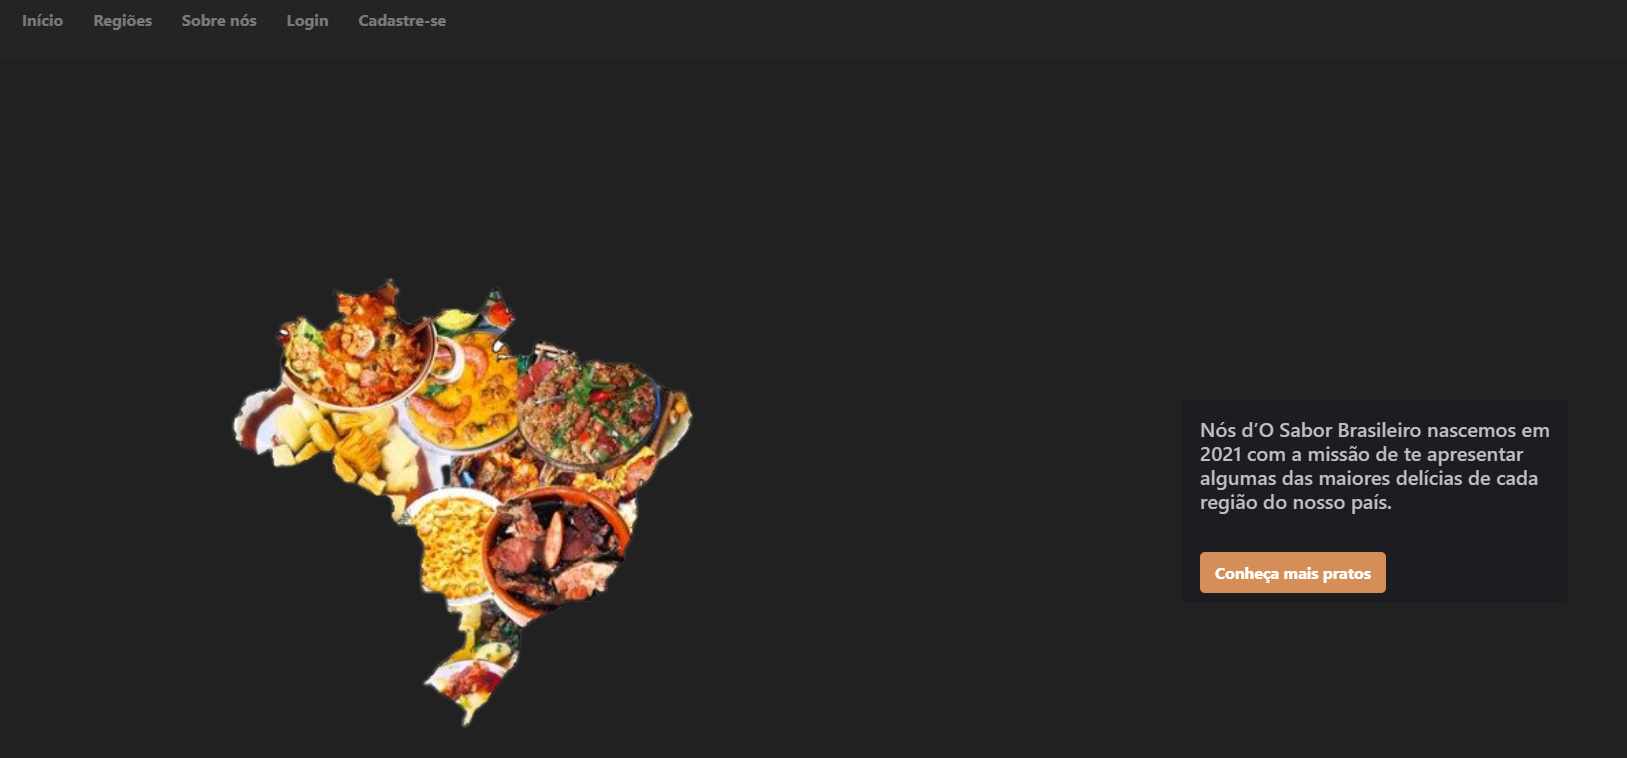 Início Regiões Sobre nós Login Cadastre-se
Nós d’O Sabor Brasileiro nascemos em
2021 com a missão de te apresentar
algumas das maiores delícias de cada
região do nosso país.
Conheça mais pratos